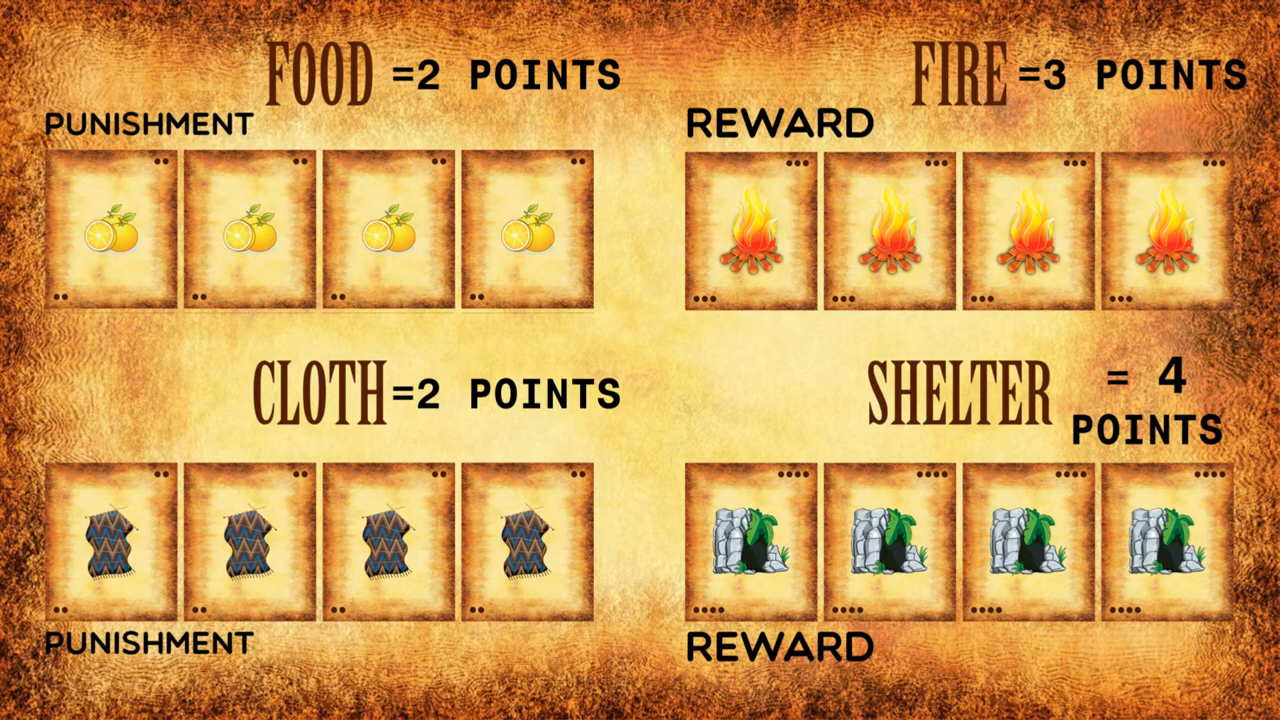 FOOD =2 POINTS
PUNISHMENT
FIRE =3 POINTS
REWARD
CLOTH =2 POINTS
PUNISHMENT
SHELTER = 4
POINTS
REWARD